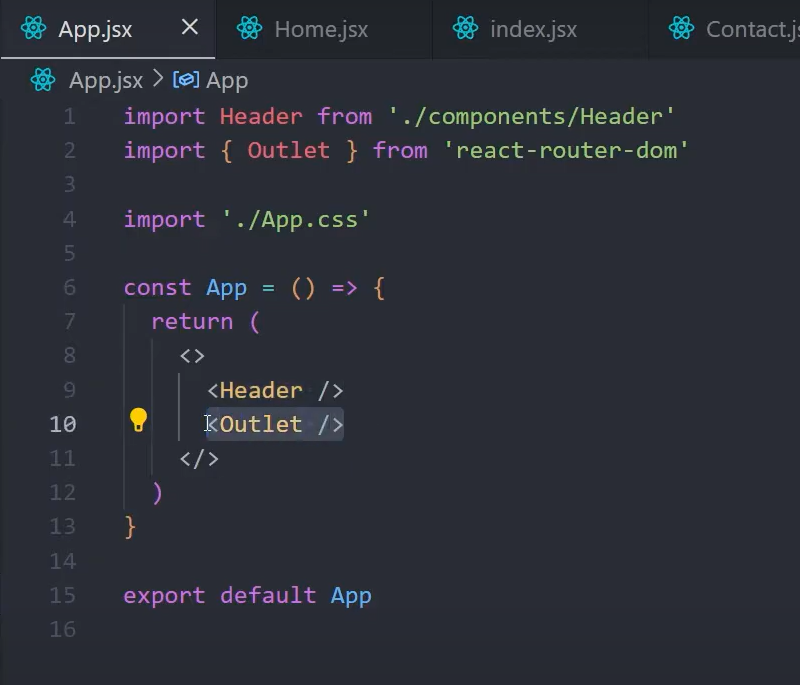 App.jsx
Home.jsx
index.jsx
Contact.js
App.jsx > App
1 import Header from './components/Header'
2 import { Outlet } from 'react-router-dom'
3
4 import './App.css'
5
6 const App = () => {
7 return (
8 <>
9 <Header />
10 <Outlet />
11 </>
12 )
13 }
14
15 export default App
16